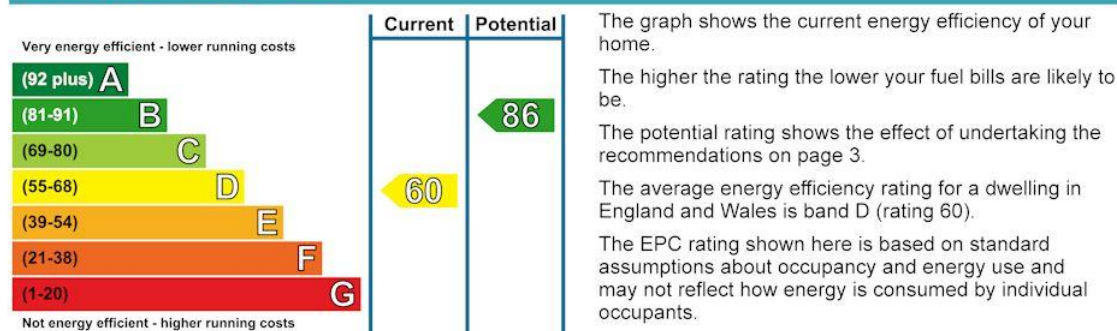 Current Potential
Very energy efficient - lower running costs
(92 plus) A
(81-91) B
86
(69-80) C
(55-68) D
60
(39-54) E
(21-38) F
(1-20) G
Not energy efficient - higher running costs
The graph shows the current energy efficiency of your
home.
The higher the rating the lower your fuel bills are likely to
be.
The potential rating shows the effect of undertaking the
recommendations on page 3.
The average energy efficiency rating for a dwelling in
England and Wales is band D (rating 60).
The EPC rating shown here is based on standard
assumptions about occupancy and energy use and
may not reflect how energy is consumed by individual
occupants.